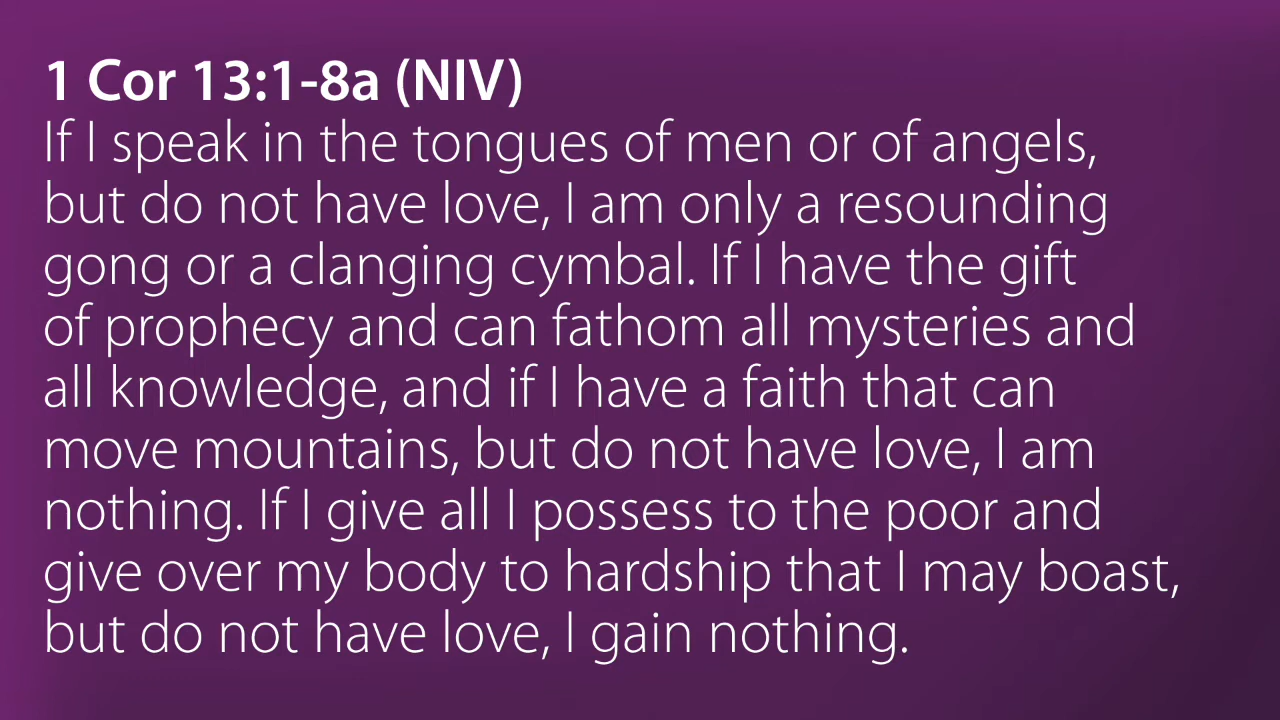 1 Cor 13:1-8a (NIV)
If I speak in the tongues of men or of angels,
but do not have love, I am only a resounding
gong or a clanging cymbal. If I have the gift
of prophecy and can fathom all mysteries and
all knowledge, and if I have a faith that can
move mountains, but do not have love, I am
nothing. If I give all I possess to the poor and
give over my body to hardship that I may boast,
but do not have love, I gain nothing.